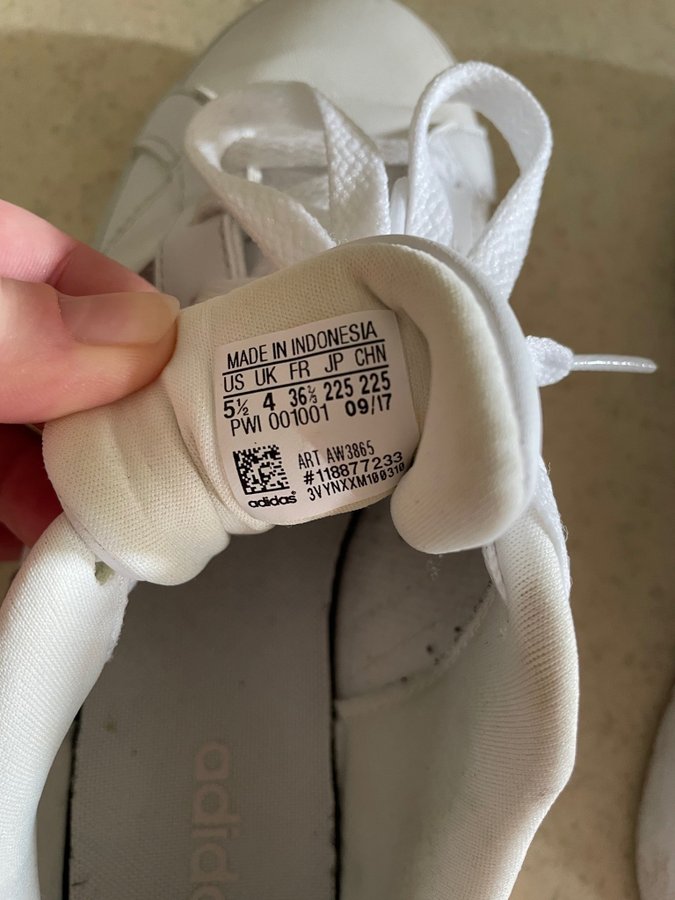 MADE IN INDONESIA
US UK FR JP CHN
5½ 4 36⅔ 225 225
PWI 001001 09/17
ART AW3865
#118877233
3VYNXXM100310
adidas
adidas